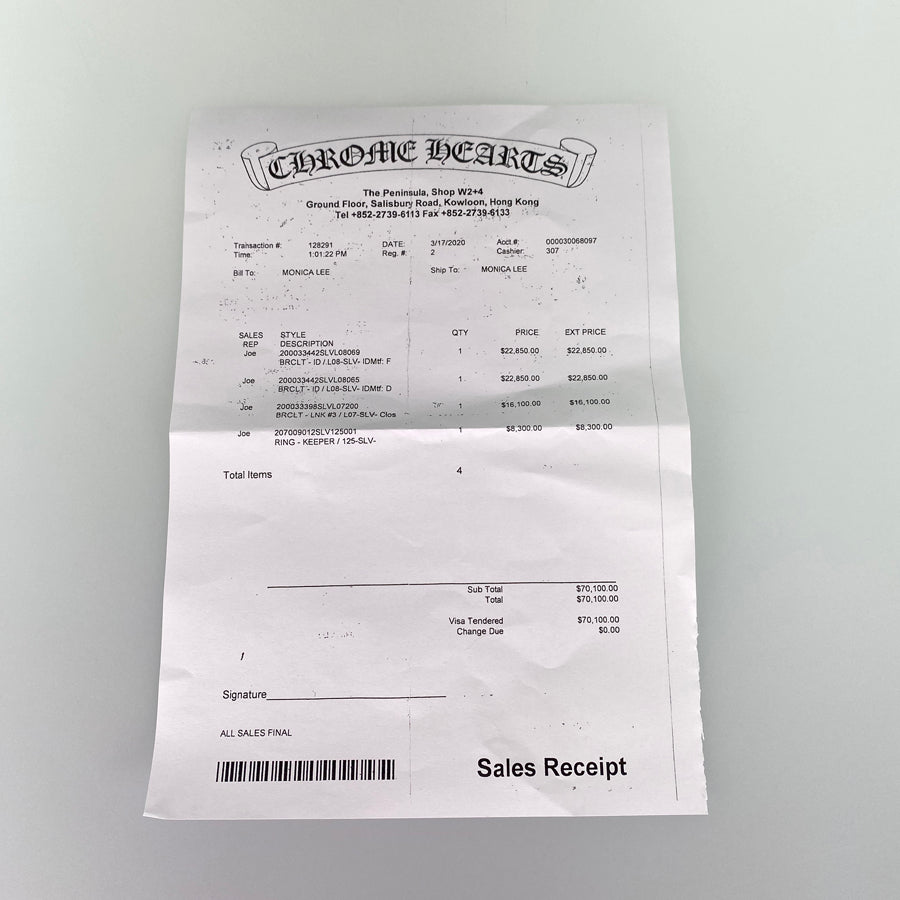 CHROME HEARTS
The Peninsula, Shop W2+4
Ground Floor, Salisbury Road, Kowloon, Hong Kong
Tel +852-2739-6113 Fax +852-2739-6133
Transaction #: 128291 DATE: 3/17/2020 Acct #: 000030068097
Time: 1:01:22 PM Reg. #: 2 Cashier: 307
Bill To: MONICA LEE Ship To: MONICA LEE
SALES STYLE QTY PRICE EXT PRICE
REP DESCRIPTION
Joe 200033442SLVL08069 1 $22,850.00 $22,850.00
BRCLT - ID / L08-SLV- IDMtf: F
Joe 200033442SLVL08065 1 $22,850.00 $22,850.00
BRCLT - ID / L08-SLV- IDMtf: D
Joe 200033398SLVL07200 1 $16,100.00 $16,100.00
BRCLT - LNK #3 / L07-SLV- Clos
Joe 207009012SLV125001 1 $8,300.00 $8,300.00
RING - KEEPER / 125-SLV-
Total Items 4
Sub Total $70,100.00
Total $70,100.00
Visa Tendered $70,100.00
Change Due $0.00
Signature
ALL SALES FINAL
Sales Receipt